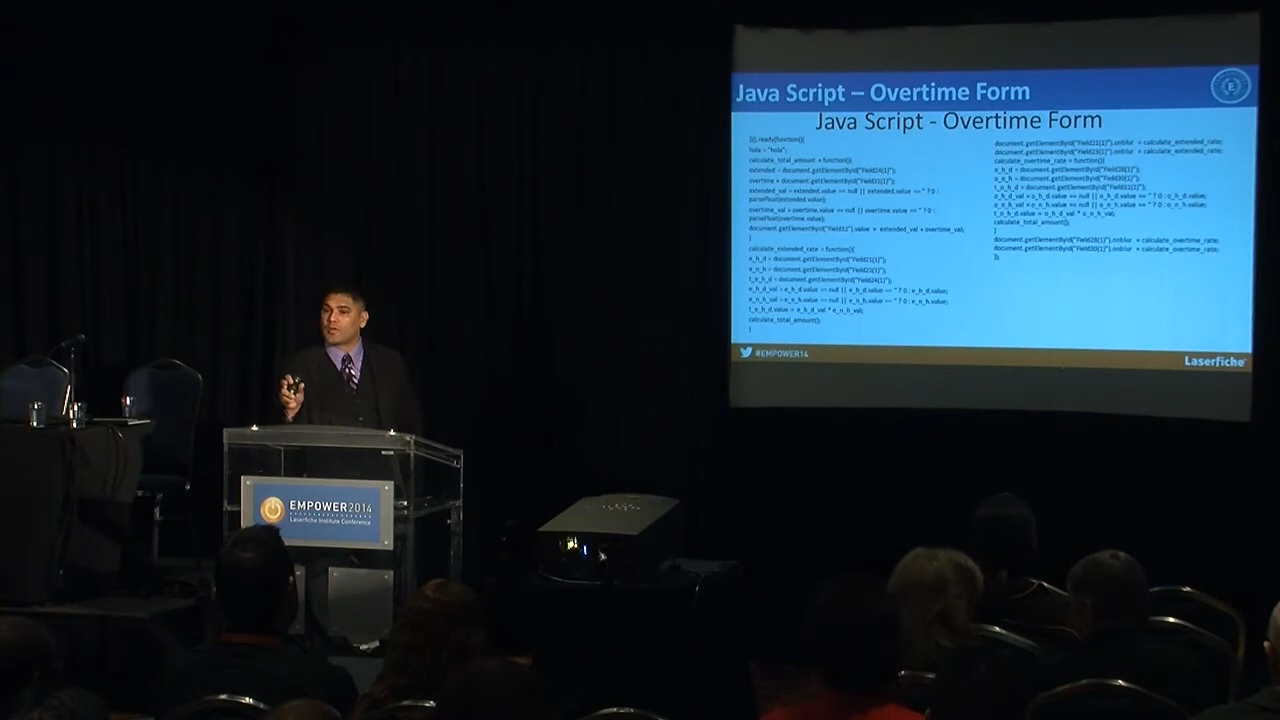 Java Script – Overtime Form
Java Script - Overtime Form
$().ready(function(){
hola = "hola";
calculate_total_amount = function(){
extended = document.getElementById("Field24(1)");
overtime = document.getElementById("Field31(1)");
extended_val = extended.value == null || extended.value == '' ? 0 :
parseFloat(extended.value);
overtime_val = overtime.value == null || overtime.value == '' ? 0 :
parseFloat(overtime.value);
document.getElementById("Field32").value = extended_val + overtime_val;
}
calculate_extended_rate = function(){
e_h_d = document.getElementById("Field21(1)");
e_n_h = document.getElementById("Field23(1)");
t_e_h_d = document.getElementById("Field24(1)");
e_h_d_val = e_h_d.value == null || e_h_d.value == '' ? 0 : e_h_d.value;
e_n_h_val = e_n_h.value == null || e_n_h.value == '' ? 0 : e_n_h.value;
t_e_h_d.value = e_h_d_val * e_n_h_val;
calculate_total_amount();
}
document.getElementById("Field21(1)").onblur = calculate_extended_rate;
document.getElementById("Field23(1)").onblur = calculate_extended_rate;
calculate_overtime_rate = function(){
o_h_d = document.getElementById("Field28(1)");
o_n_h = document.getElementById("Field30(1)");
t_o_h_d = document.getElementById("Field31(1)");
o_h_d_val = o_h_d.value == null || o_h_d.value == '' ? 0 : o_h_d.value;
o_n_h_val = o_n_h.value == null || o_n_h.value == '' ? 0 : o_n_h.value;
t_o_h_d.value = o_h_d_val * o_n_h_val;
calculate_total_amount();
}
document.getElementById("Field28(1)").onblur = calculate_overtime_rate;
document.getElementById("Field30(1)").onblur = calculate_overtime_rate;
});
#EMPOWER14
Laserfiche
EMPOWER2014
Laserfiche Institute Conference